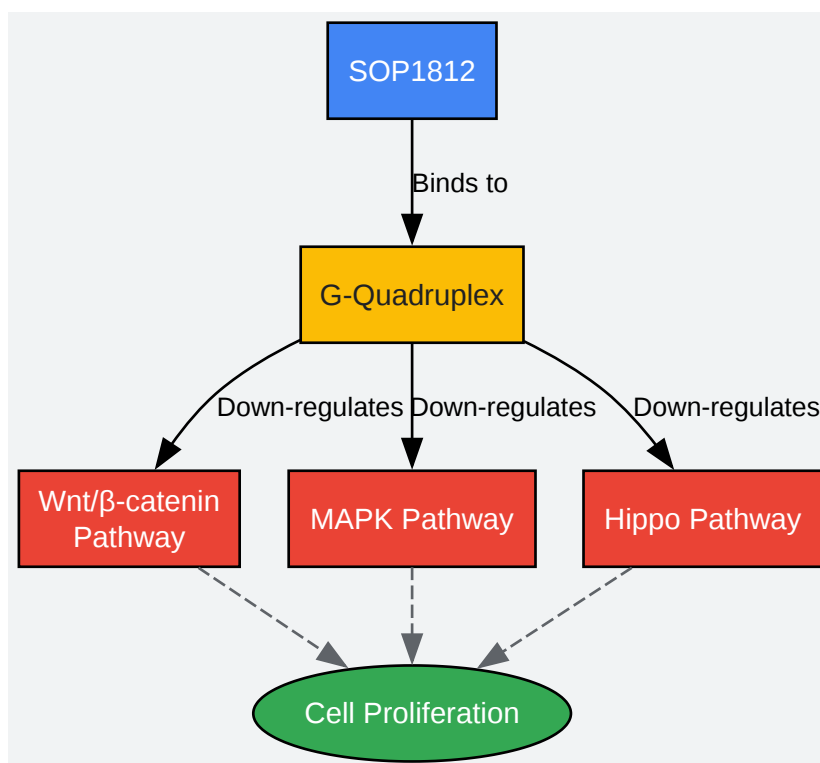 SOP1812
Binds to
G-Quadruplex
Down-regulates
Down-regulates
Down-regulates
Wnt/β-catenin
Pathway
MAPK Pathway
Hippo Pathway
Cell Proliferation